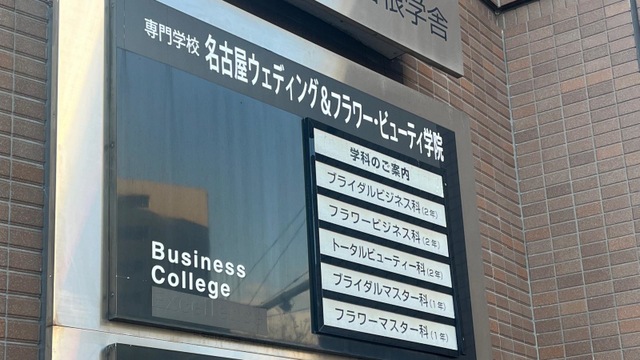 根学舎
専門学校 名古屋ウェディング&フラワー・ビューティ学院
学科のご案内
ブライダルビジネス科(2年)
フラワービジネス科(2年)
トータルビューティー科(2年)
ブライダルマスター科(1年)
フラワーマスター科(1年)
Business
College